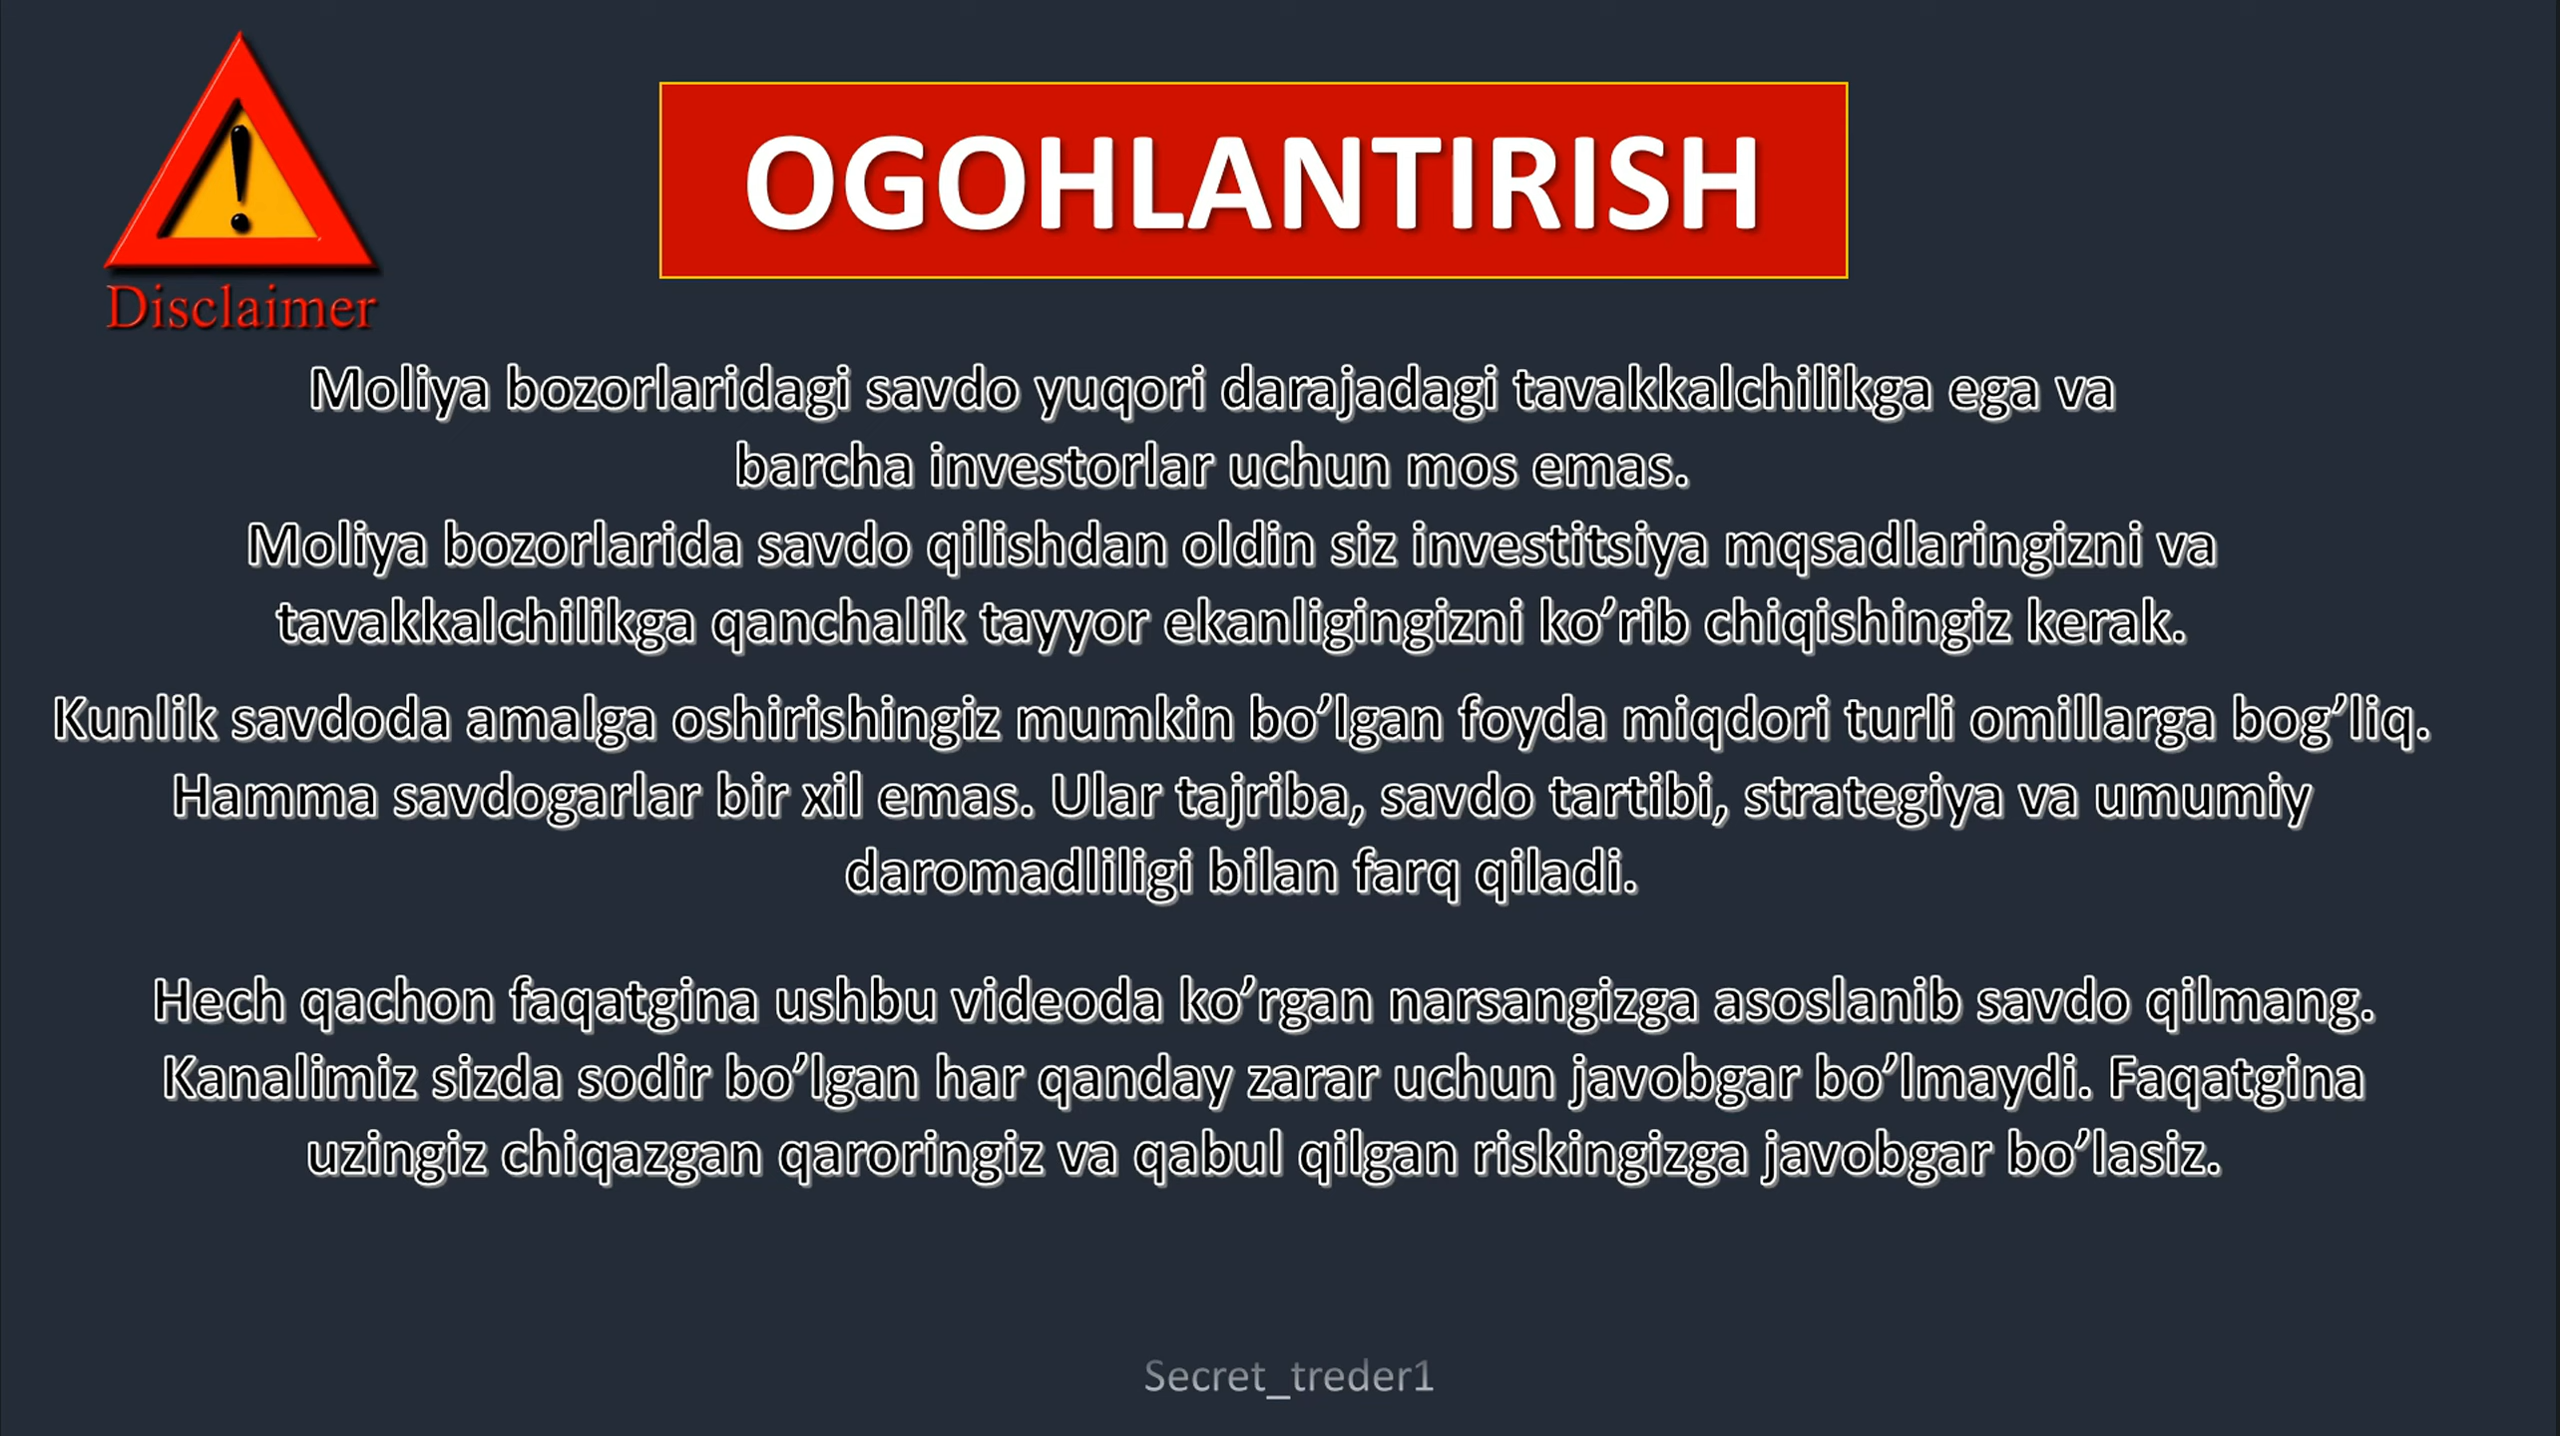 OGOHLANTIRISH
Disclaimer
Moliya bozorlaridagi savdo yuqori darajadagi tavakkalchilikga ega va
barcha investorlar uchun mos emas.
Moliya bozorlarida savdo qilishdan oldin siz investitsiya mqsadlaringizni va
tavakkalchilikga qanchalik tayyor ekanligingizni ko’rib chiqishingiz kerak.
Kunlik savdoda amalga oshirishingiz mumkin bo’lgan foyda miqdori turli omillarga bog’liq.
Hamma savdogarlar bir xil emas. Ular tajriba, savdo tartibi, strategiya va umumiy
daromadliligi bilan farq qiladi.
Hech qachon faqatgina ushbu videoda ko’rgan narsangizga asoslanib savdo qilmang.
Kanalimiz sizda sodir bo’lgan har qanday zarar uchun javobgar bo’lmaydi. Faqatgina
uzingiz chiqazgan qaroringiz va qabul qilgan riskingizga javobgar bo’lasiz.
Secret_treder1